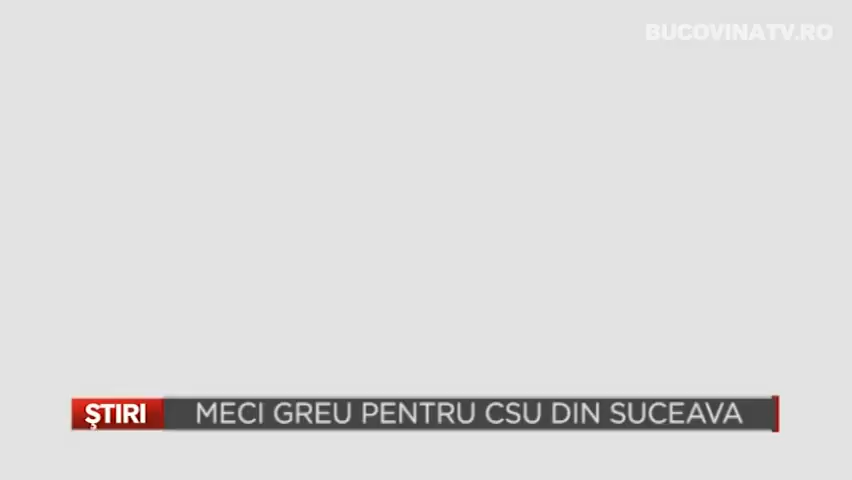 BUCOVINATV.RO
ŞTIRI MECI GREU PENTRU CSU DIN SUCEAVA